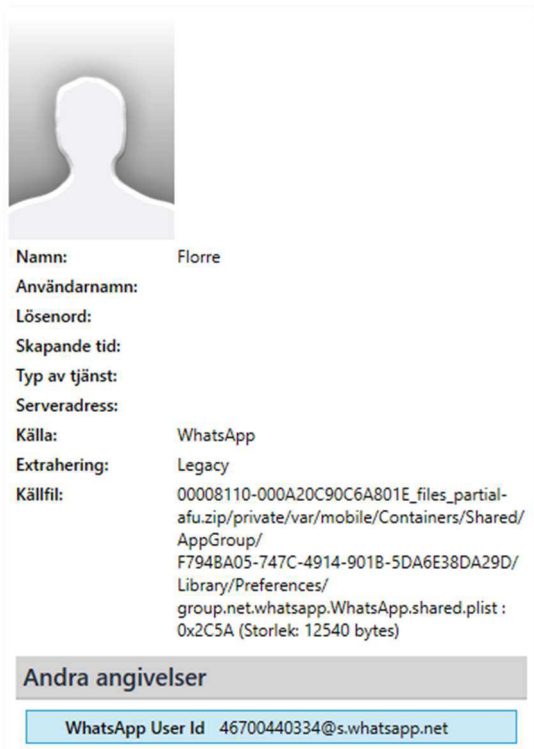 Namn: Florre
Användarnamn:
Lösenord:
Skapande tid:
Typ av tjänst:
Serveradress:
Källa: WhatsApp
Extrahering: Legacy
Källfil: 00008110-000A20C90C6A801E_files_partial-
afu.zip/private/var/mobile/Containers/Shared/
AppGroup/
F794BA05-747C-4914-901B-5DA6E38DA29D/
Library/Preferences/
group.net.whatsapp.WhatsApp.shared.plist :
0x2C5A (Storlek: 12540 bytes)
Andra angivelser
WhatsApp User Id 46700440334@s.whatsapp.net